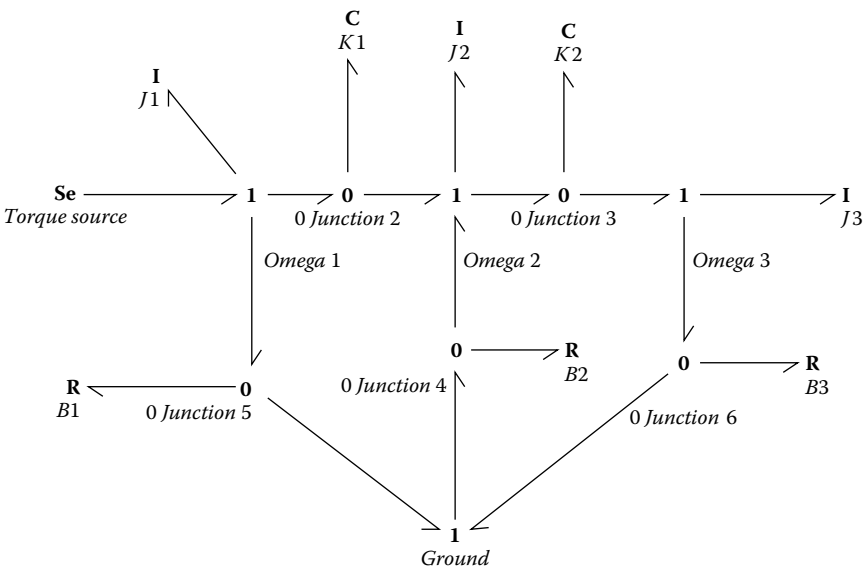 C
K1
I
J2
C
K2
I
J1
Se
1
0
1
0
1
I
Torque source
0 Junction 2
0 Junction 3
J3
Omega 1
Omega 2
Omega 3
0
R
B2
0
R
B3
R
B1
0
0 Junction 5
0 Junction 4
0 Junction 6
1
Ground